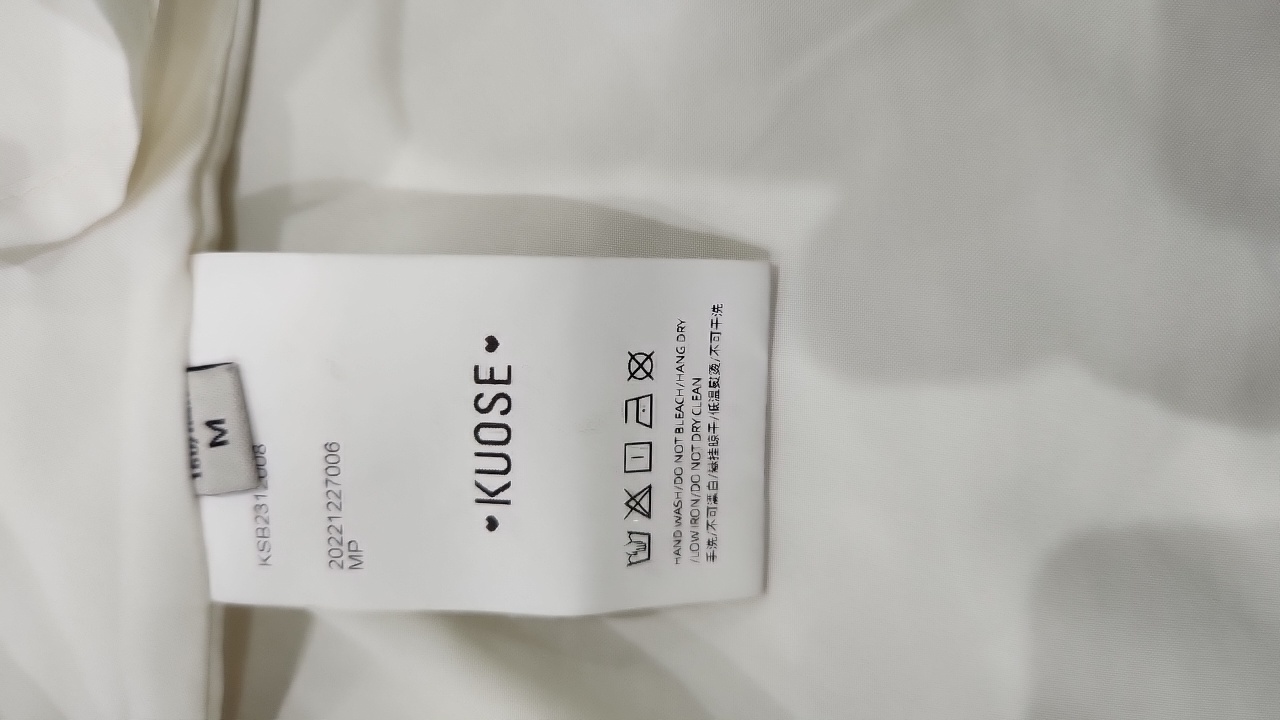 M
20221227006
MP
♥KUOSE♥
HAND WASH/DO NOT BLEACH/HANG DRY
/LOW IRON/DO NOT DRY CLEAN
手洗/不可漂白/悬挂晾干/低温熨烫/不可干洗